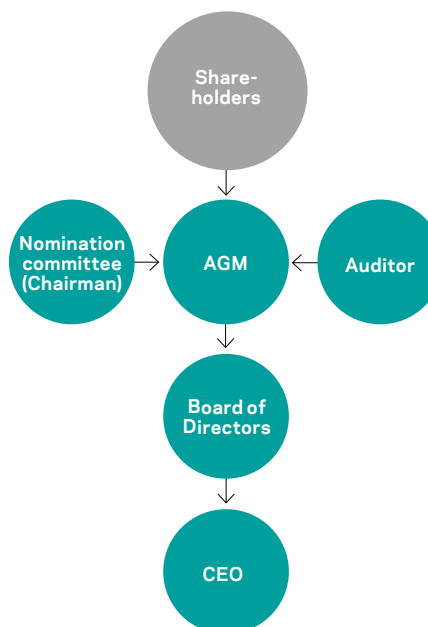 Share-
holders
Nomination
committee
(Chairman)
AGM
Auditor
Board of
Directors
CEO